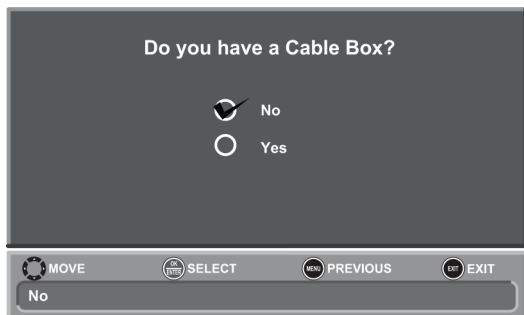 Do you have a Cable Box?
No
Yes
MOVE OK ENTER SELECT MENU PREVIOUS EXIT EXIT
No